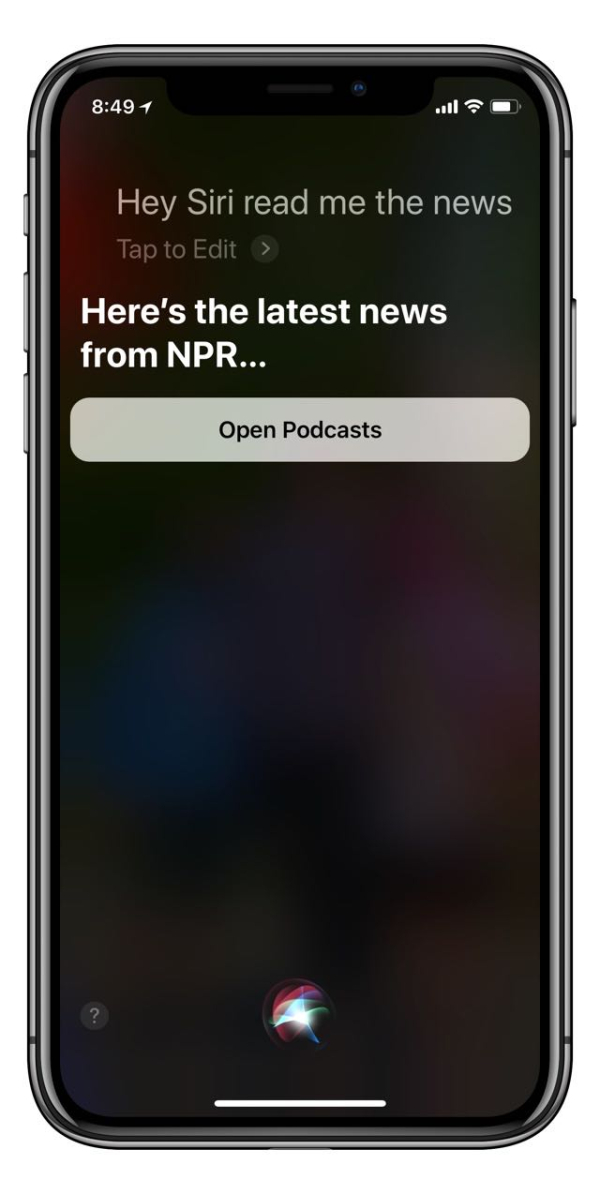 8:49
Hey Siri read me the news
Tap to Edit
Here's the latest news
from NPR...
Open Podcasts
?